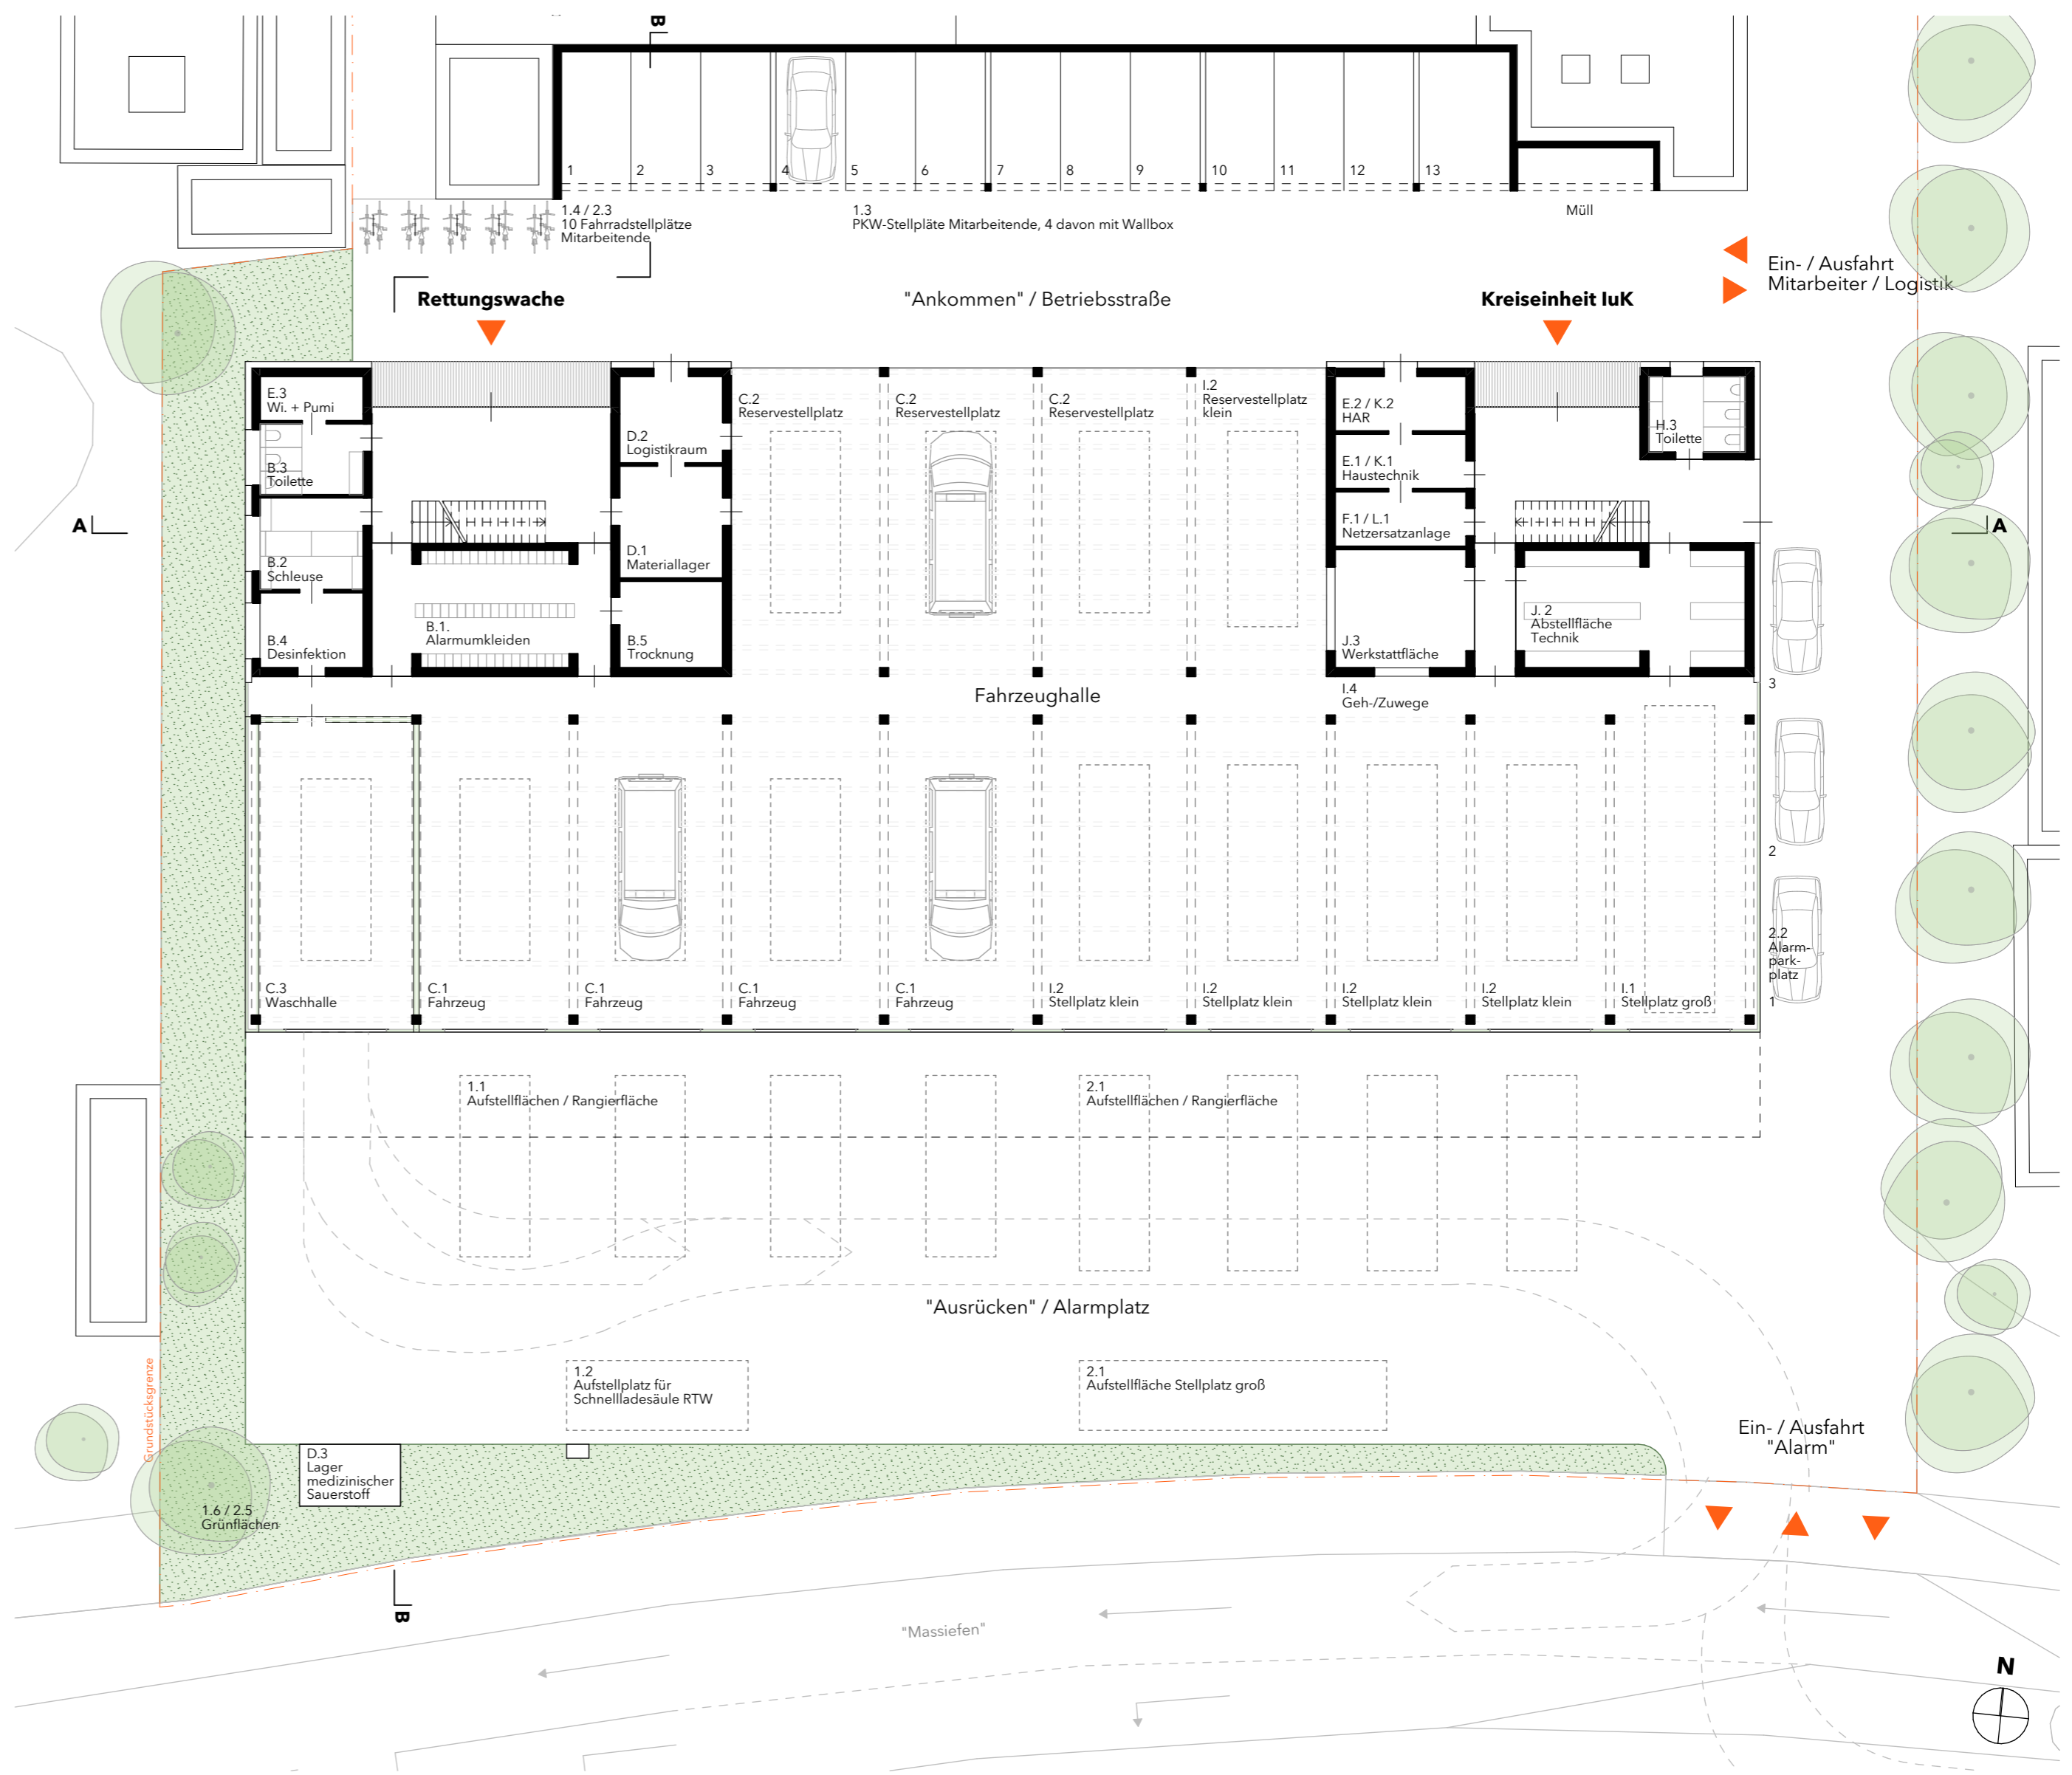 B
1
2
3
4
5
6
7
8
9
10
11
12
13
1.4 / 2.3
10 Fahrradstellplätze
Mitarbeitende
1.3
PKW-Stellpläte Mitarbeitende, 4 davon mit Wallbox
Müll
Ein- / Ausfahrt
Mitarbeiter / Logistik
Rettungswache
"Ankommen" / Betriebsstraße
Kreiseinheit IuK
E.3
Wi. + Pumi
B.3
Toilette
B.2
Schleuse
B.4
Desinfektion
D.2
Logistikraum
D.1
Materiallager
B.1.
Alarmumkleiden
B.5
Trocknung
C.2
Reservestellplatz
C.2
Reservestellplatz
C.2
Reservestellplatz
I.2
Reservestellplatz
klein
E.2 / K.2
HAR
E.1 / K.1
Haustechnik
F.1 / L.1
Netzersatzanlage
J.3
Werkstattfläche
H.3
Toilette
J. 2
Abstellfläche
Technik
A
A
Fahrzeughalle
I.4
Geh-/Zuwege
3
2
2.2
Alarm-
park-
platz
1
C.3
Waschhalle
C.1
Fahrzeug
C.1
Fahrzeug
C.1
Fahrzeug
C.1
Fahrzeug
I.2
Stellplatz klein
I.2
Stellplatz klein
I.2
Stellplatz klein
I.2
Stellplatz klein
I.1
Stellplatz groß
1.1
Aufstellflächen / Rangierfläche
2.1
Aufstellflächen / Rangierfläche
"Ausrücken" / Alarmplatz
1.2
Aufstellplatz für
Schnellladesäule RTW
2.1
Aufstellfläche Stellplatz groß
Ein- / Ausfahrt
"Alarm"
Grundstücksgrenze
D.3
Lager
medizinischer
Sauerstoff
1.6 / 2.5
Grünflächen
B
"Massiefen"
N